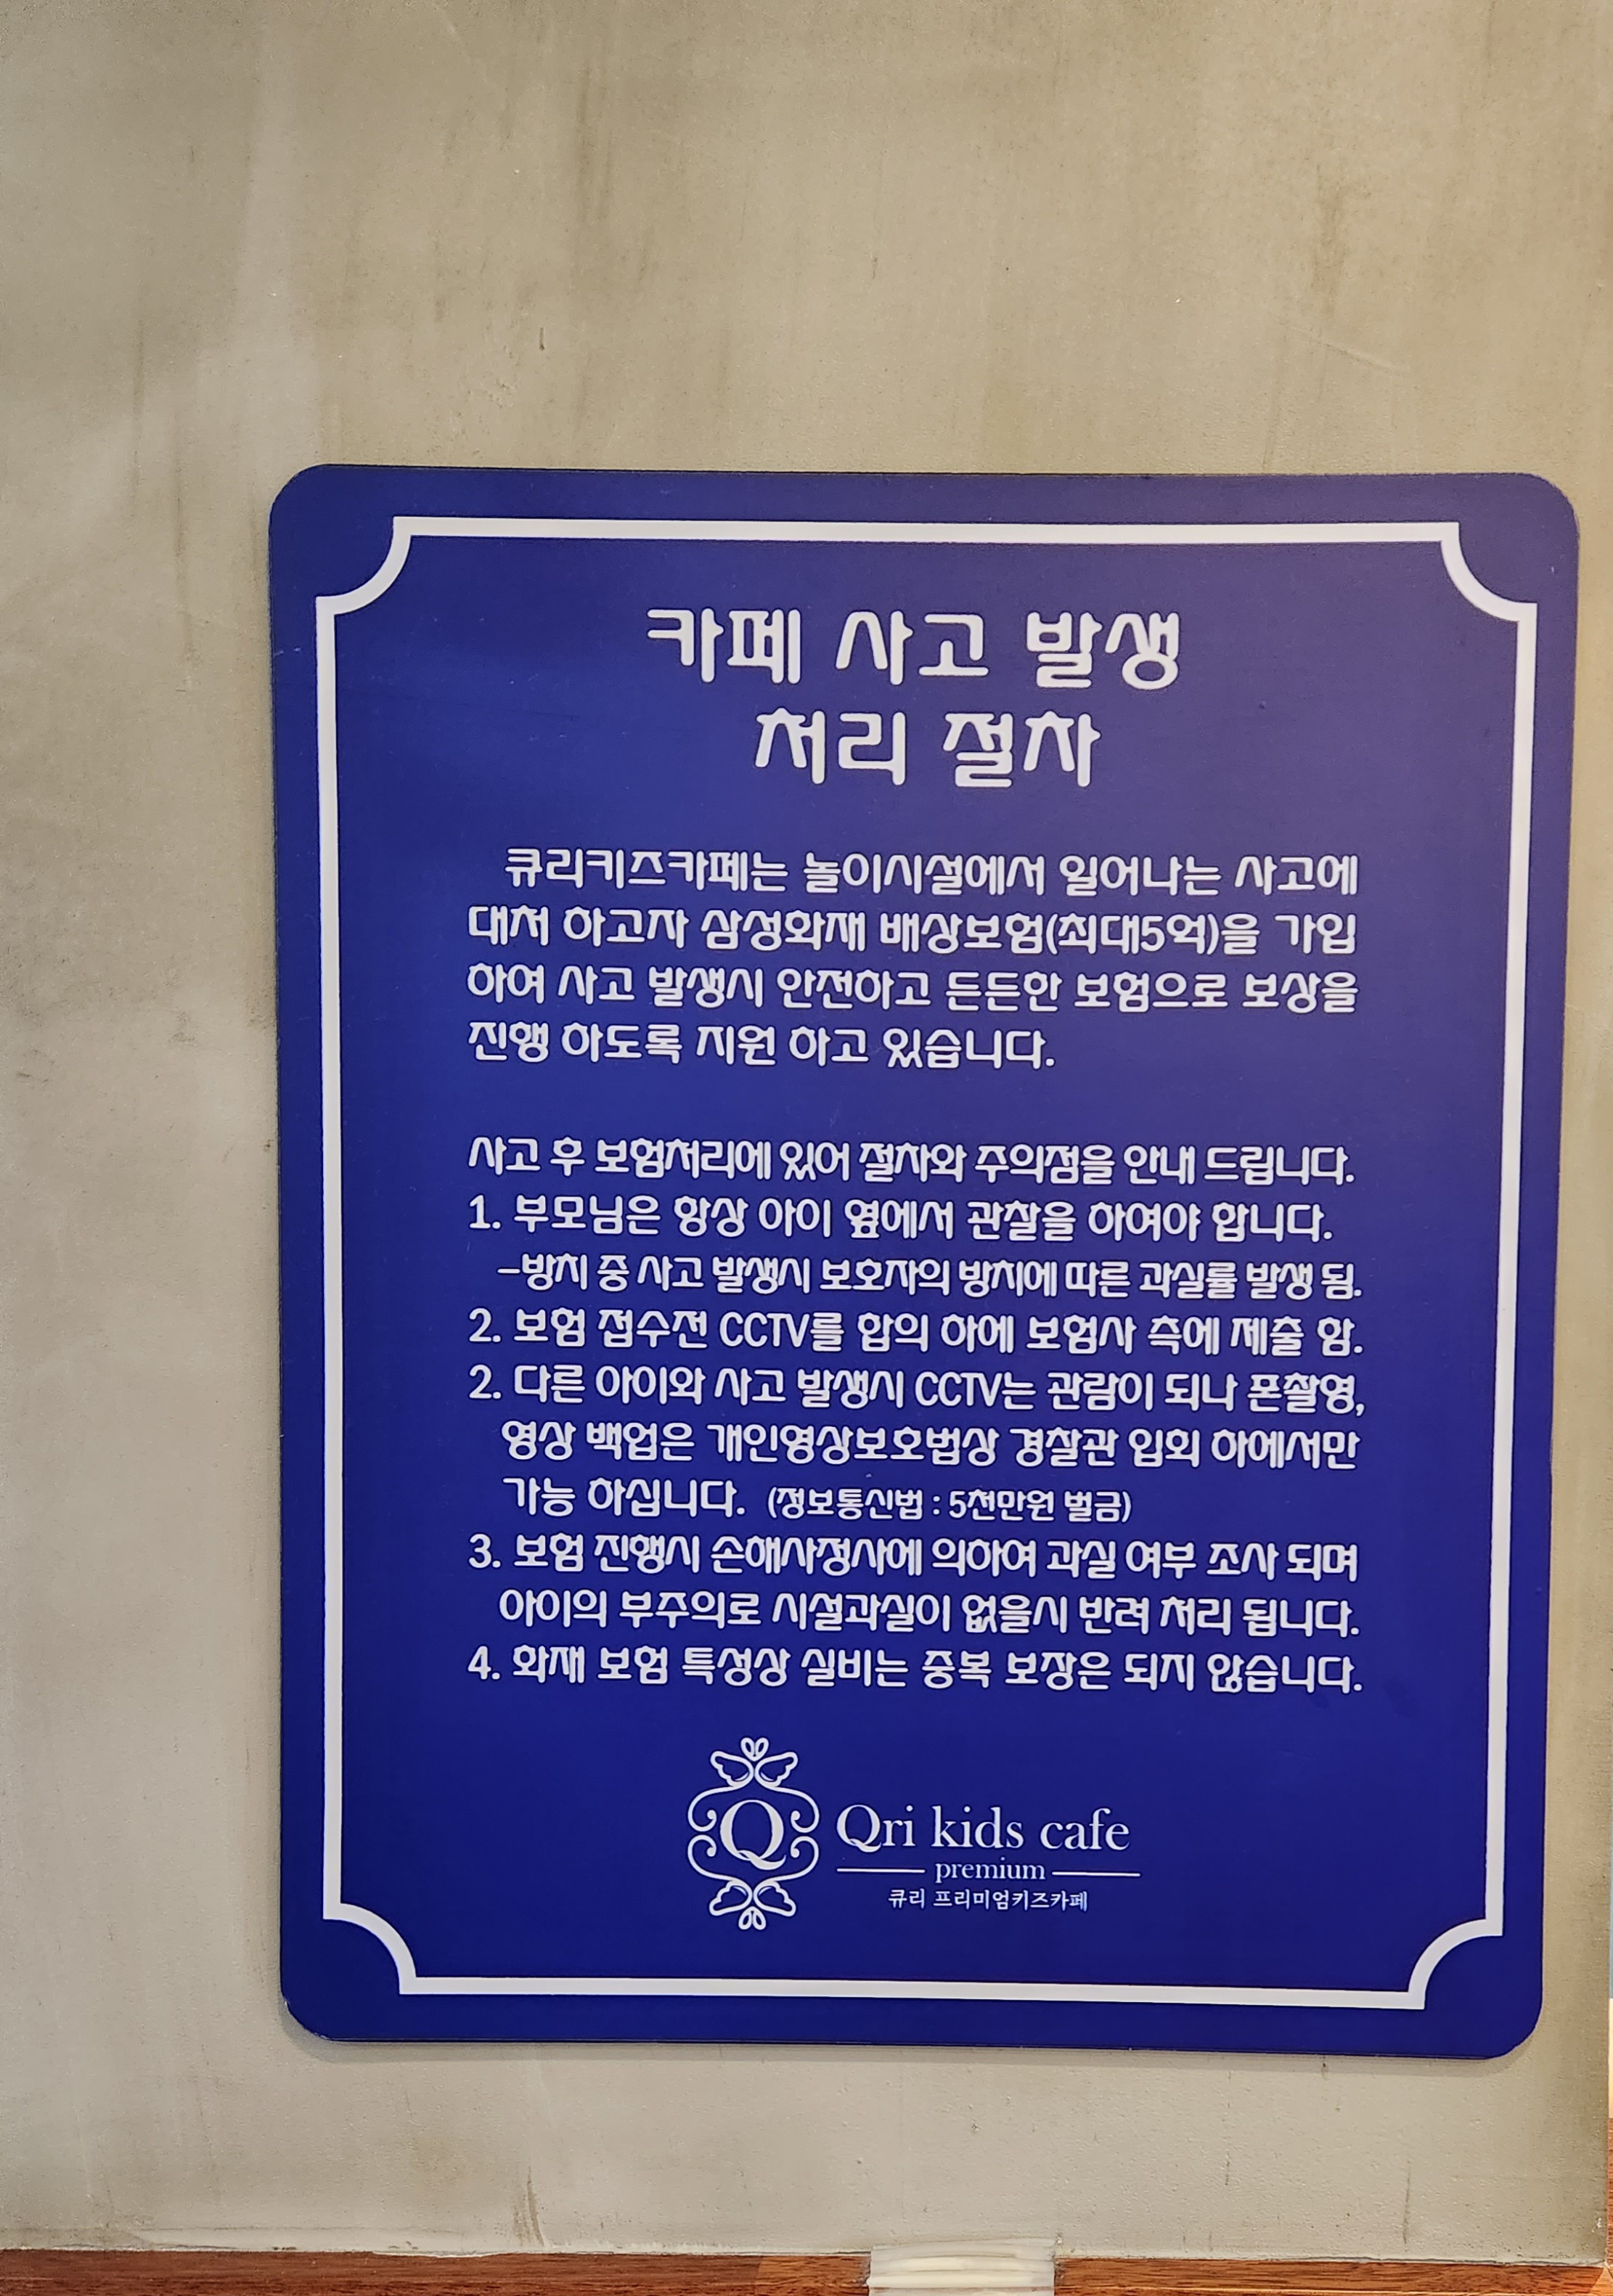 카페 사고 발생
처리 절차
큐리키즈카페는 놀이시설에서 일어나는 사고에
대처 하고자 삼성화재 배상보험(최대5억)을 가입
하여 사고 발생시 안전하고 든든한 보험으로 보상을
진행 하도록 지원 하고 있습니다.
사고 후 보험처리에 있어 절차와 주의점을 안내 드립니다.
1. 부모님은 항상 아이 옆에서 관찰을 하여야 합니다.
-방치 중 사고 발생시 보호자의 방치에 따른 과실률 발생 됨.
2. 보험 접수전 CCTV를 합의 하에 보험사 측에 제출 함.
2. 다른 아이와 사고 발생시 CCTV는 관람이 되나 폰촬영,
영상 백업은 개인영상보호법상 경찰관 입회 하에서만
가능 하십니다. (정보통신법 : 5천만원 벌금)
3. 보험 진행시 손해사정사에 의하여 과실 여부 조사 되며
아이의 부주의로 시설과실이 없을시 반려 처리 됩니다.
4. 화재 보험 특성상 실비는 중복 보장은 되지 않습니다.
Q Qri kids cafe
premium
큐리 프리미엄키즈카페